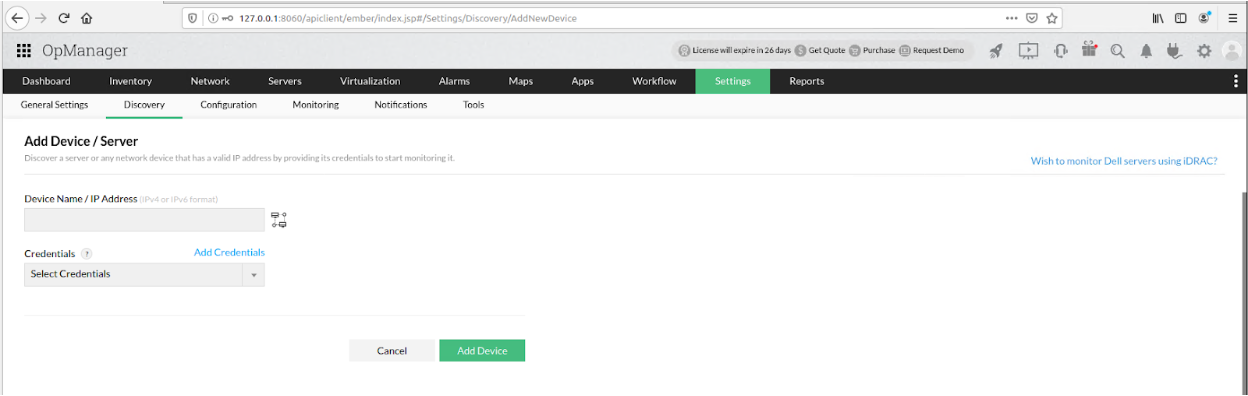 127.0.0.1:8060/apiclient/ember/index.jsp#/Settings/Discovery/AddNewDevice
OpManager
License will expire in 26 days Get Quote Purchase Request Demo
Dashboard Inventory Network Servers Virtualization Alarms Maps Apps Workflow Settings Reports
General Settings Discovery Configuration Monitoring Notifications Tools
Add Device / Server
Discover a server or any network device that has a valid IP address by providing its credentials to start monitoring it.
Wish to monitor Dell servers using iDRAC?
Device Name / IP Address (IPv4 or IPv6 format)
Credentials ? Add Credentials
Select Credentials
Cancel Add Device